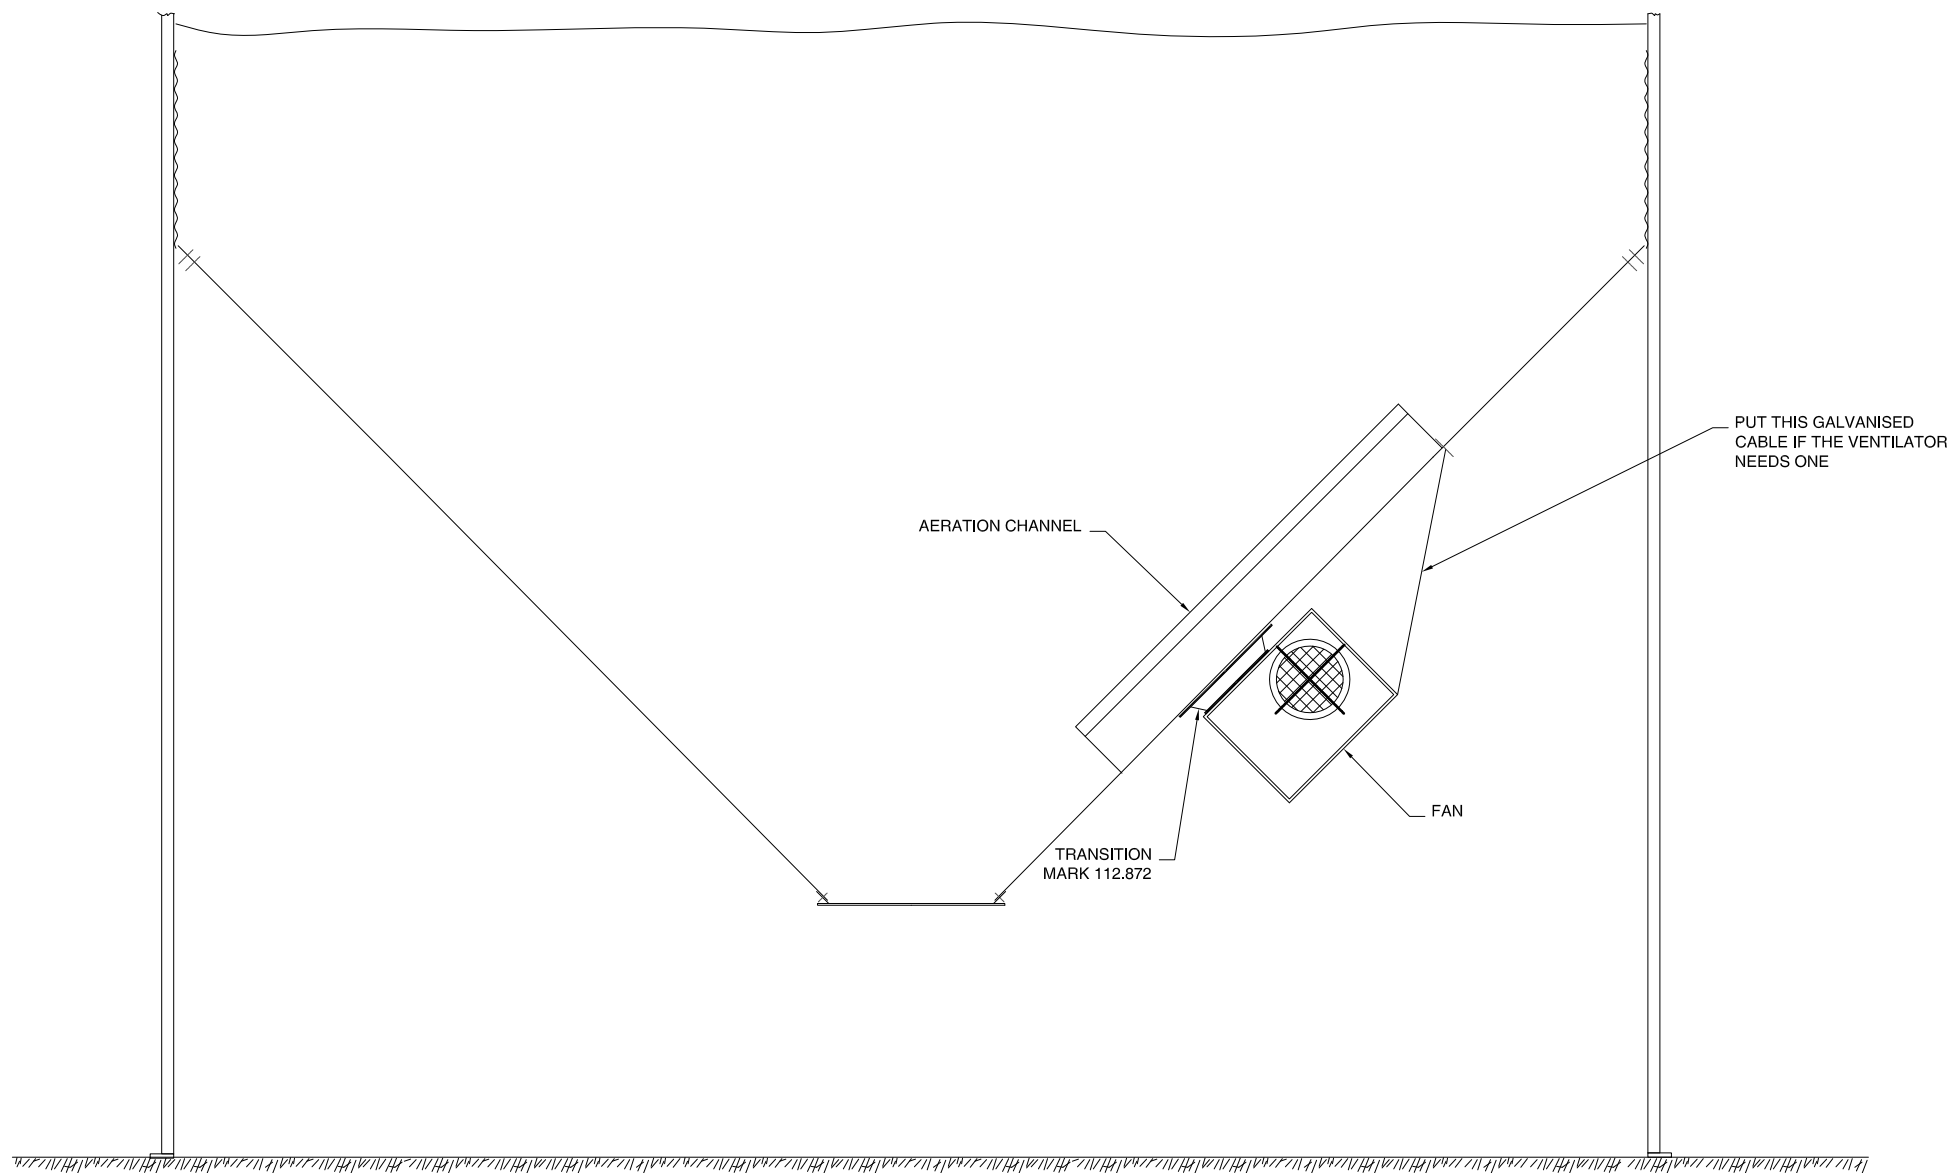 PUT THIS GALVANISED
CABLE IF THE VENTILATOR
NEEDS ONE
AERATION CHANNEL
FAN
TRANSITION
MARK 112.872